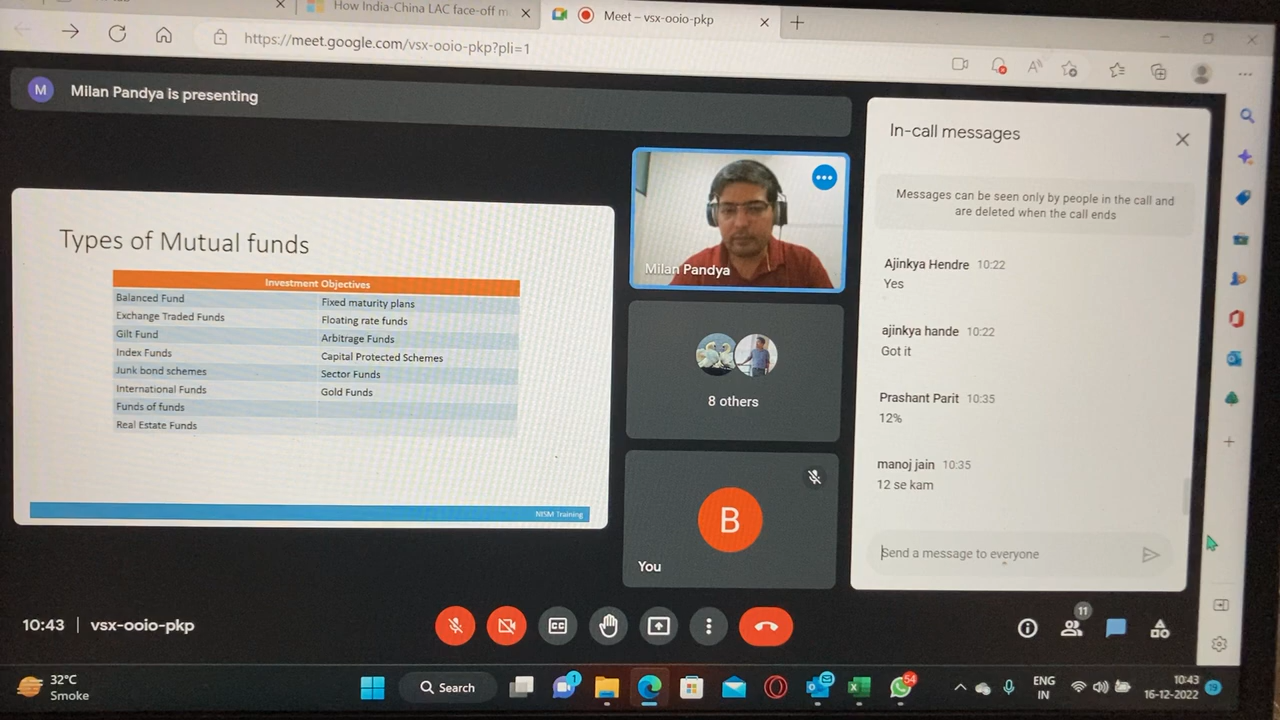 How India-China LAC face-off m
Meet – vsx-ooio-pkp
https://meet.google.com/vsx-ooio-pkp?pli=1
M
Milan Pandya is presenting
Types of Mutual funds
Investment Objectives
Balanced Fund
Fixed maturity plans
Exchange Traded Funds
Floating rate funds
Gilt Fund
Arbitrage Funds
Index Funds
Capital Protected Schemes
Junk bond schemes
Sector Funds
International Funds
Gold Funds
Funds of funds
Real Estate Funds
NISM Training
Milan Pandya
8 others
B
You
In-call messages
Messages can be seen only by people in the call and
are deleted when the call ends
Ajinkya Hendre 10:22
Yes
ajinkya hande 10:22
Got it
Prashant Parit 10:35
12%
manoj jain 10:35
12 se kam
Send a message to everyone
10:43 | vsx-ooio-pkp
CC
11
32°C
Smoke
Search
1
54
ENG
IN
10:43
16-12-2022